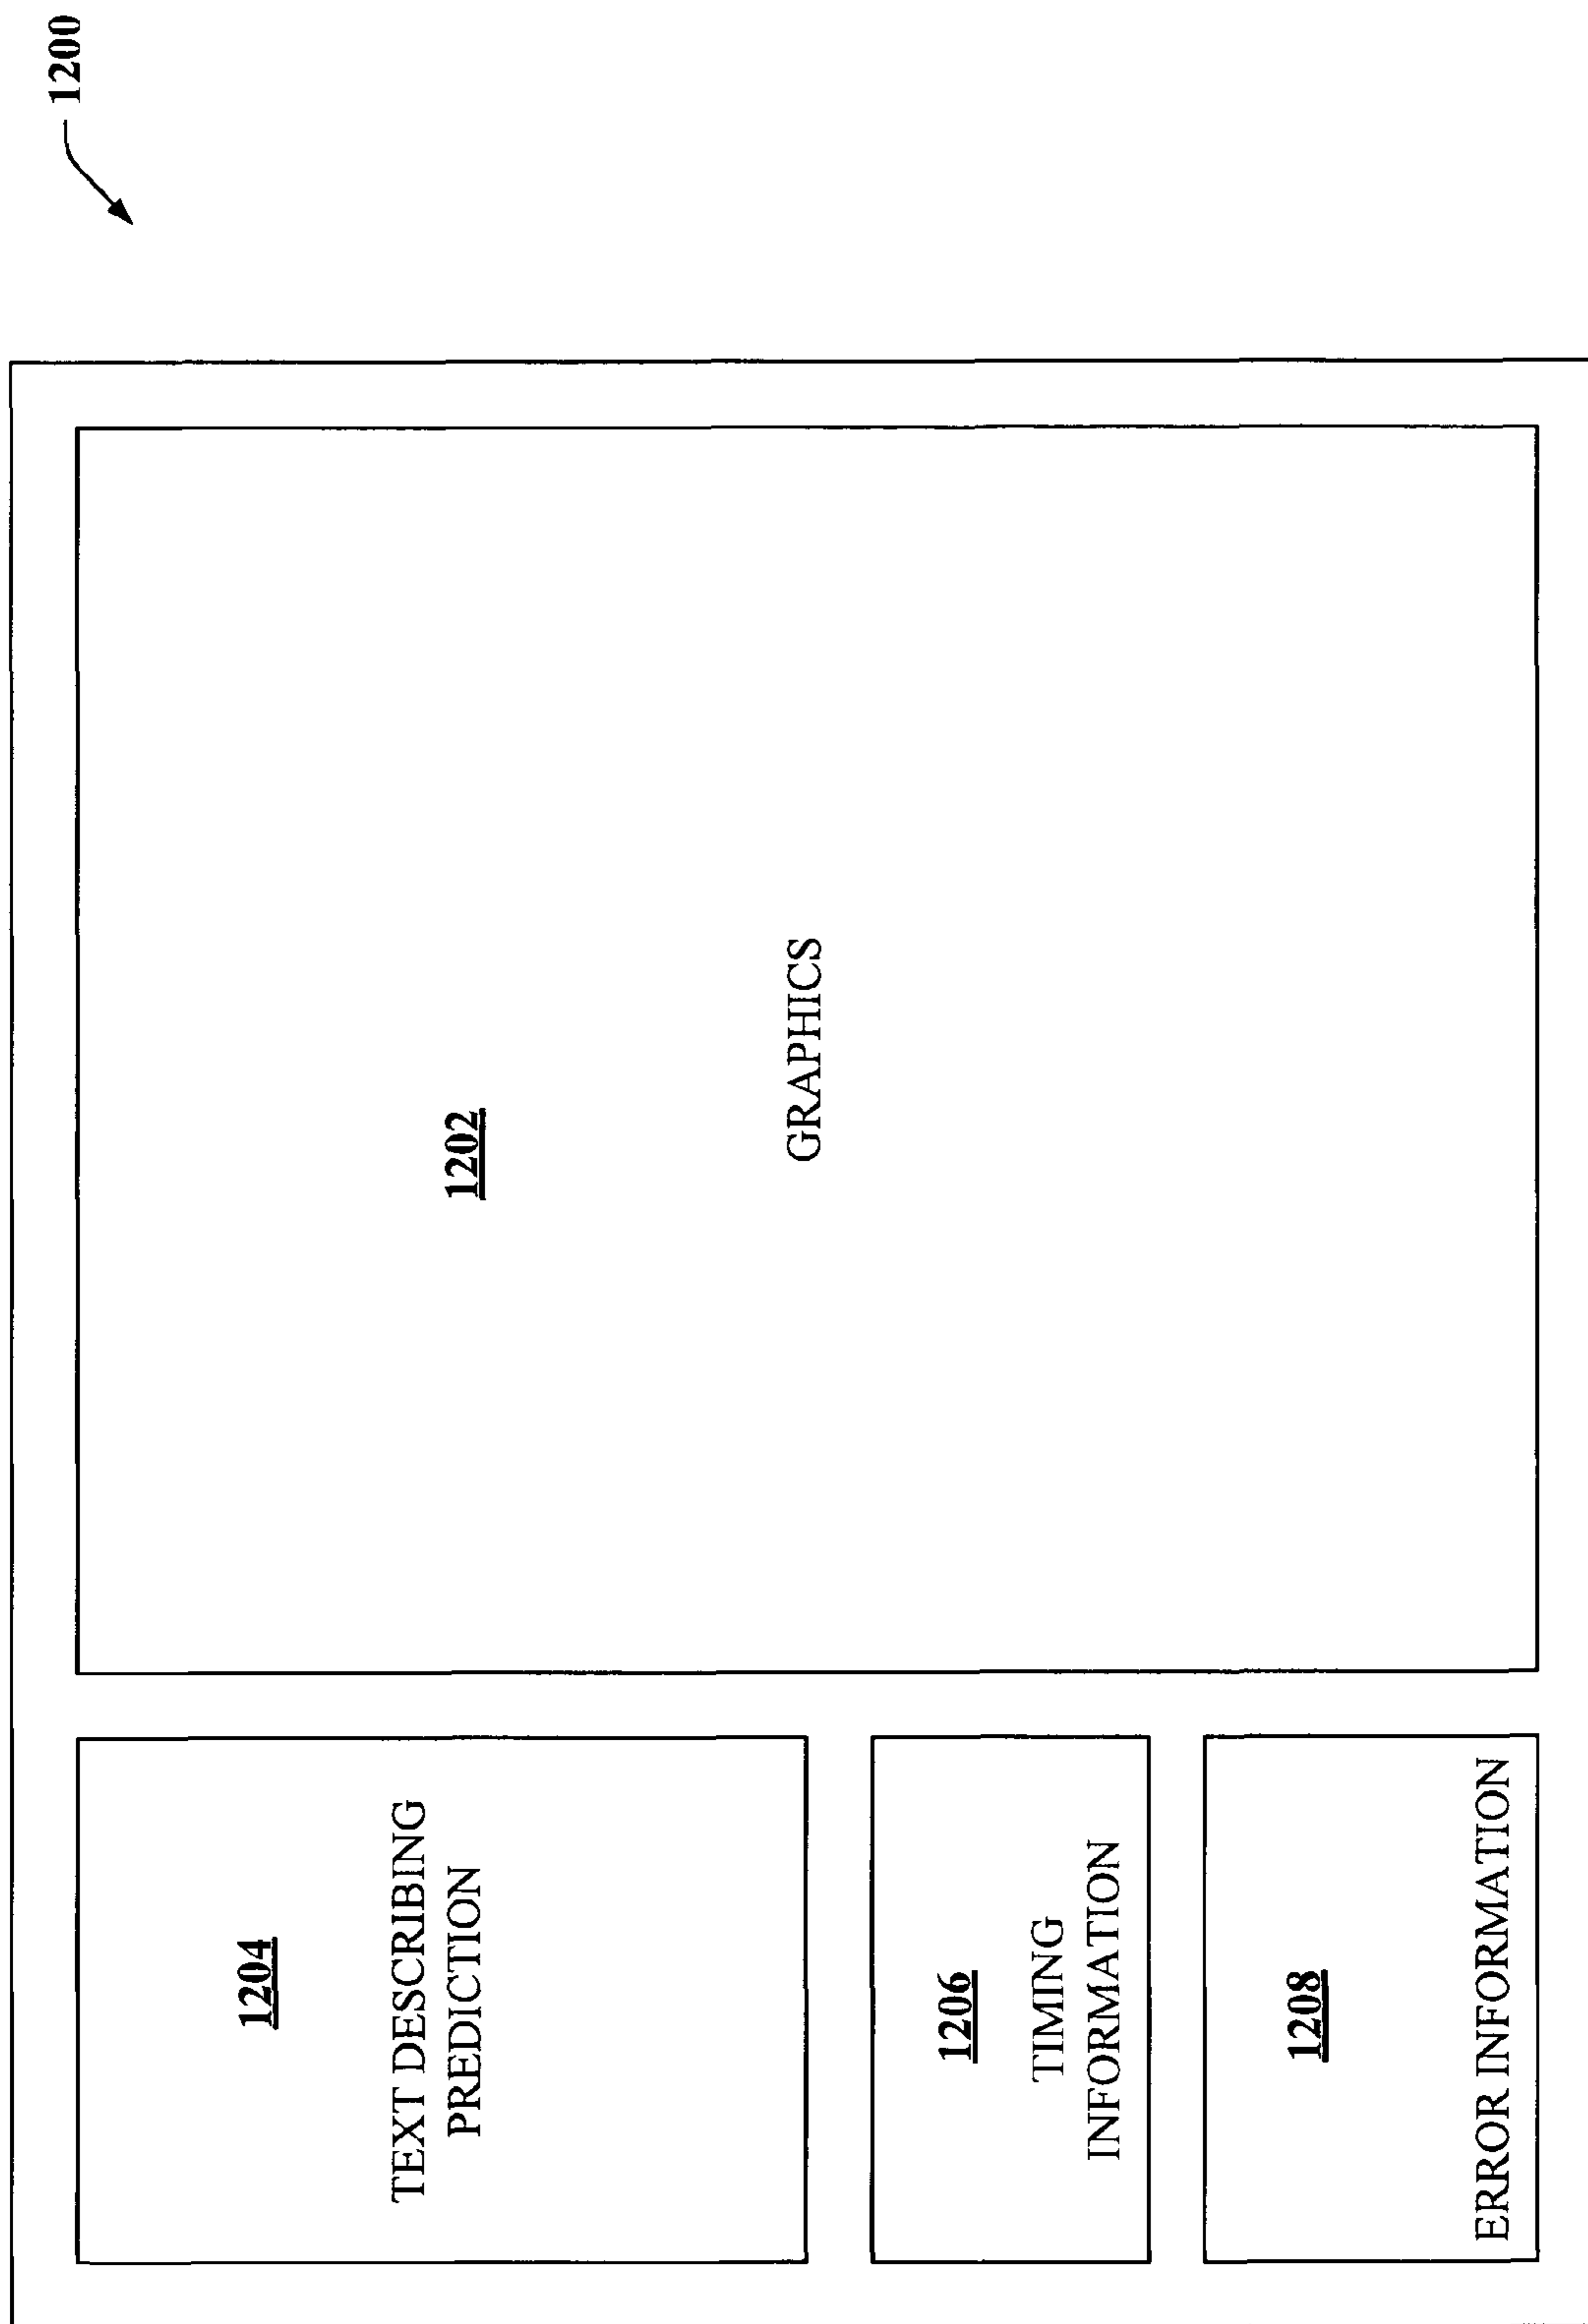 1200
1204
TEXT DESCRIBING
PREDICTION
1202
GRAPHICS
1206
TIMING
INFORMATION
1208
ERROR INFORMATION